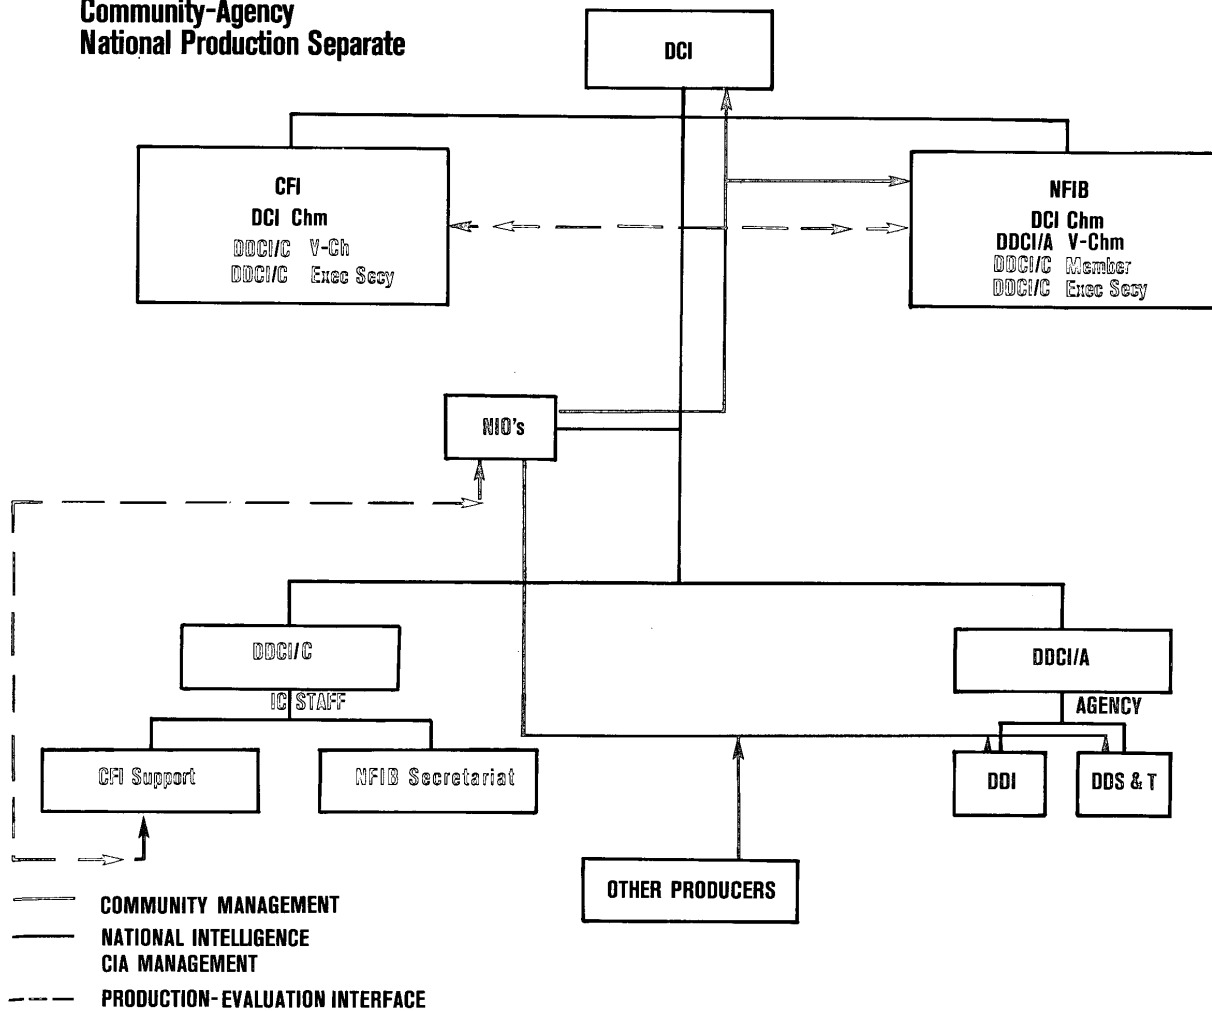 Community-Agency
National Production Separate
DCI
CFI
DCI Chm
DDCI/C V-Ch
DDCI/C Exec Secy
NFIB
DCI Chm
DDCI/A V-Chm
DDCI/C Member
DDCI/C Exec Secy
NIO's
DDCI/C
IC STAFF
DDCI/A
AGENCY
CFI Support
NFIB Secretariat
DDI
DDS & T
OTHER PRODUCERS
COMMUNITY MANAGEMENT
NATIONAL INTELLIGENCE
CIA MANAGEMENT
PRODUCTION-EVALUATION INTERFACE